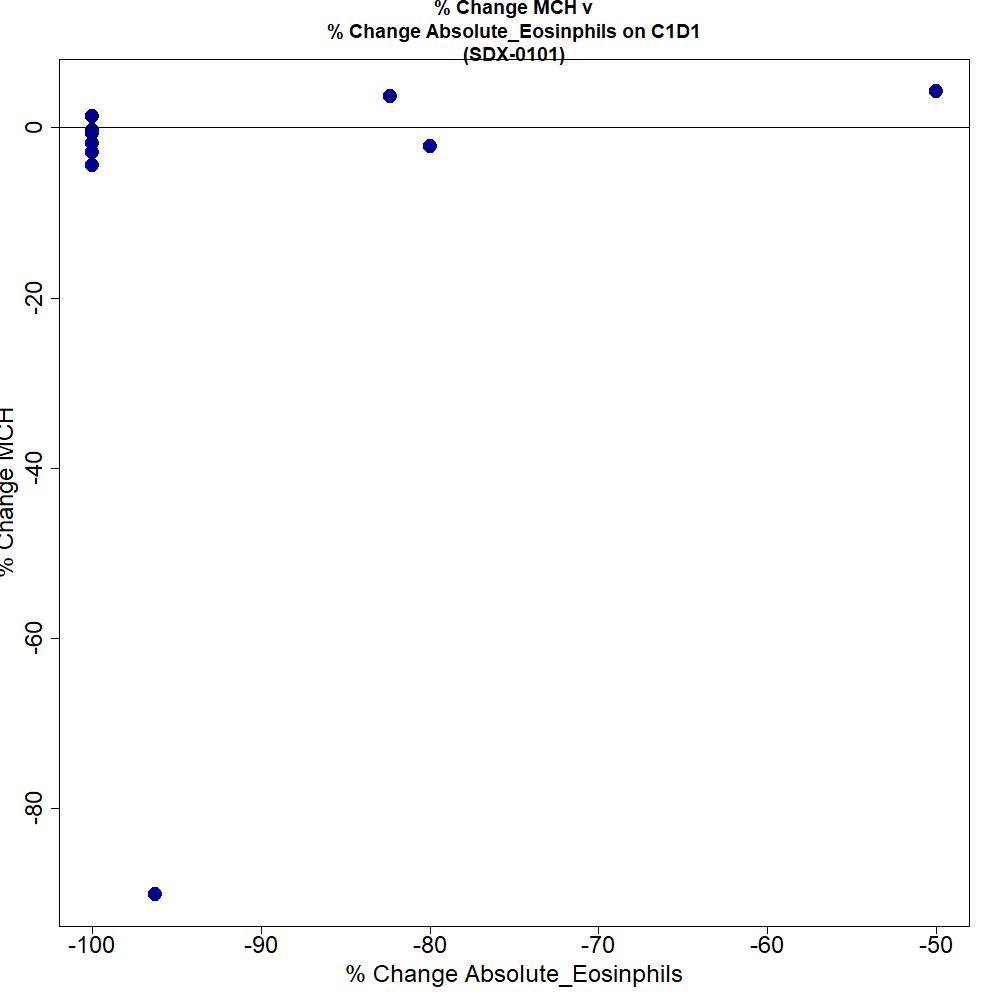 % Change MCH v
% Change Absolute_Eosinphils on C1D1
(SDX-0101)
% Change MCH
0
-20
-40
-60
-80
-100
-90
-80
-70
-60
-50
% Change Absolute_Eosinphils